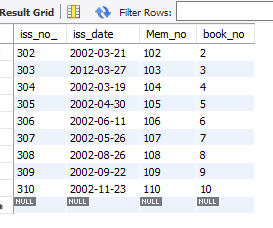 Result Grid Filter Rows:
iss_no_ iss_date Mem_no book_no
302 2002-03-21 102 2
303 2012-03-27 103 3
304 2002-03-19 104 4
305 2002-04-30 105 5
306 2002-06-11 106 6
307 2002-05-26 107 7
308 2002-08-26 108 8
309 2002-09-22 109 9
310 2002-11-23 110 10
NULL NULL NULL NULL